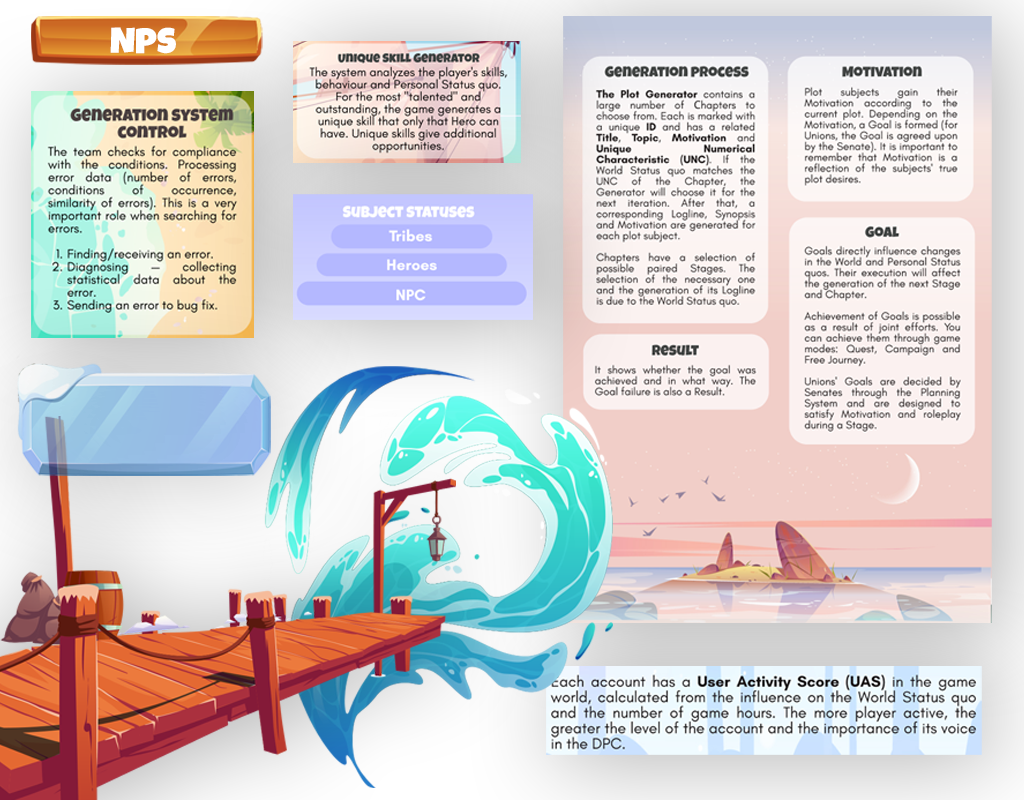 NPS
GENERATION SYSTEM
CONTROL
The team checks for compliance
with the conditions. Processing
error data (number of errors,
conditions of occurrence,
similarity of errors). This is a very
important role when searching for
errors.
1. Finding/receiving an error.
2. Diagnosing – collecting
statistical data about the
error.
3. Sending an error to bug fix.
UNIQUE SKILL GENERATOR
The system analyzes the player's skills,
behaviour and Personal Status quo.
For the most "talented" and
outstanding, the game generates a
unique skill that only that Hero can
have. Unique skills give additional
opportunities.
SUBJECT STATUSES
Tribes
Heroes
NPC
GENERATION PROCESS
The Plot Generator contains a
large number of Chapters to
choose from. Each is marked with
a unique ID and has a related
Title, Topic, Motivation and
Unique Numerical
Characteristic (UNC). If the
World Status quo matches the
UNC of the Chapter, the
Generator will choose it for the
next iteration. After that, a
corresponding Logline, Synopsis
and Motivation are generated for
each plot subject.
Chapters have a selection of
possible paired Stages. The
selection of the necessary one
and the generation of its Logline
is due to the World Status quo.
RESULT
It shows whether the goal was
achieved and in what way. The
Goal failure is also a Result.
MOTIVATION
Plot subjects gain their
Motivation according to the
current plot. Depending on the
Motivation, a Goal is formed (for
Unions, the Goal is agreed upon
by the Senate). It is important to
remember that Motivation is a
reflection of the subjects' true
plot desires.
GOAL
Goals directly influence changes
in the World and Personal Status
quos. Their execution will affect
the generation of the next Stage
and Chapter.
Achievement of Goals is possible
as a result of joint efforts. You
can achieve them through game
modes: Quest, Campaign and
Free Journey.
Unions' Goals are decided by
Senates through the Planning
System and are designed to
satisfy Motivation and roleplay
during a Stage.
Each account has a User Activity Score (UAS) in the game
world, calculated from the influence on the World Status quo
and the number of game hours. The more player active, the
greater the level of the account and the importance of its voice
in the DPC.